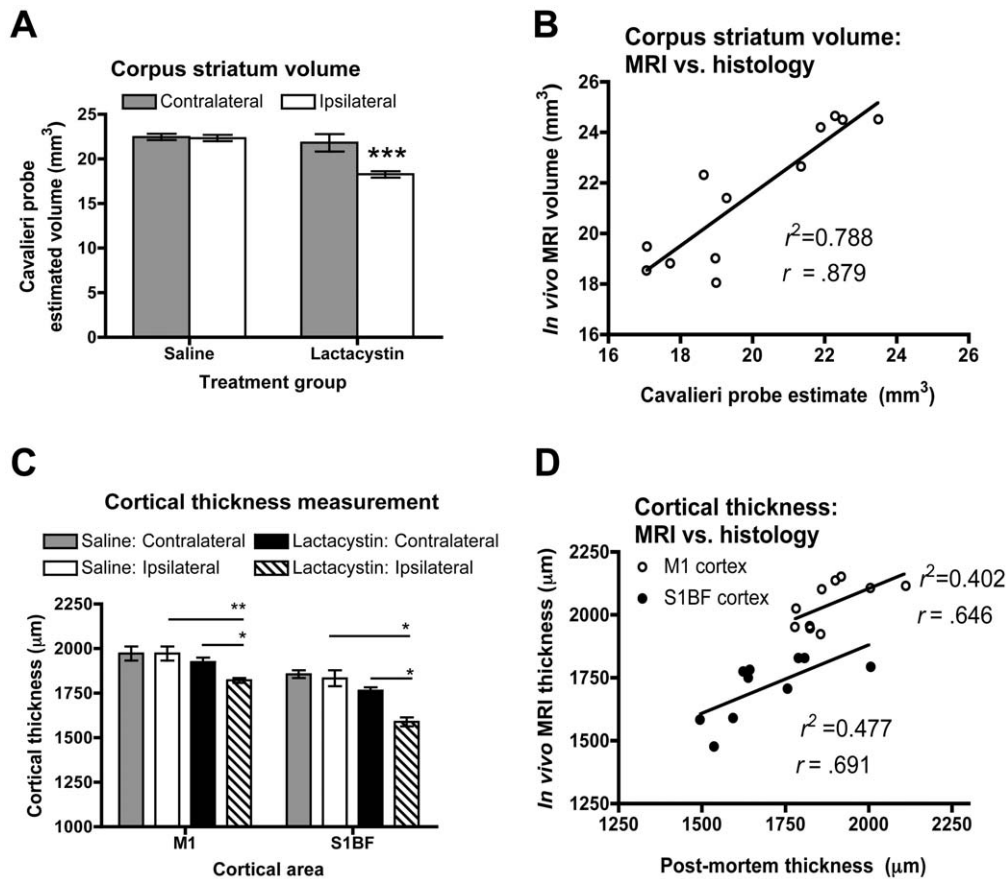 A
Corpus striatum volume
Contralateral Ipsilateral
Cavalieri probe
estimated volume (mm³)
25
20
15
10
5
0
***
Saline Lactacystin
Treatment group
B
Corpus striatum volume:
MRI vs. histology
In vivo MRI volume (mm³)
26
24
22
20
18
16
r²=0.788
r = .879
16 18 20 22 24 26
Cavalieri probe estimate (mm³)
C
Cortical thickness measurement
Saline: Contralateral Lactacystin: Contralateral
Saline: Ipsilateral Lactacystin: Ipsilateral
Cortical thickness (µm)
2250
2000
1750
1500
1250
1000
**
*
*
*
M1 S1BF
Cortical area
D
Cortical thickness:
MRI vs. histology
M1 cortex
S1BF cortex
In vivo MRI thickness (µm)
2250
2000
1750
1500
1250
r²=0.402
r = .646
r²=0.477
r = .691
1250 1500 1750 2000 2250
Post-mortem thickness (µm)